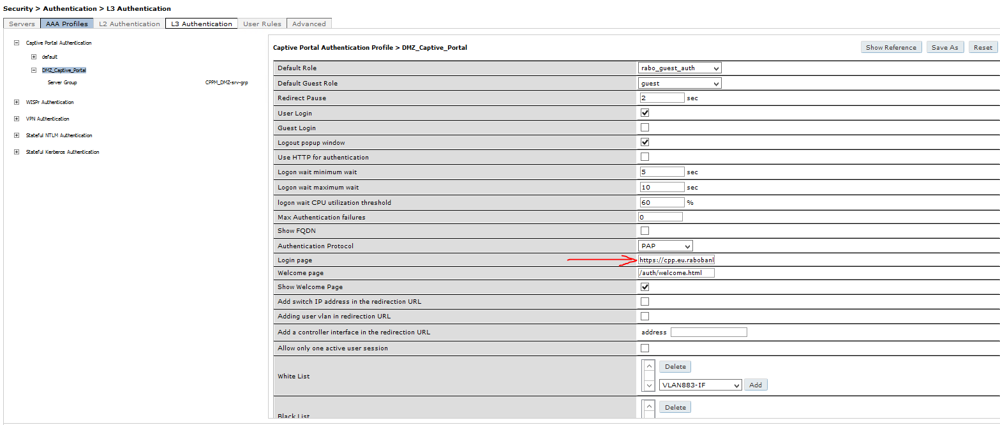 Security > Authentication > L3 Authentication
Servers AAA Profiles L2 Authentication L3 Authentication User Rules Advanced
Captive Portal Authentication
default
DMZ_Captive_Portal
Server Group CPPM_DMZ-srv-grp
WISPr Authentication
VPN Authentication
Stateful NTLM Authentication
Stateful Kerberos Authentication
Captive Portal Authentication Profile > DMZ_Captive_Portal Show Reference Save As Reset
Default Role rabo_guest_auth
Default Guest Role guest
Redirect Pause 2 sec
User Login
Guest Login
Logout popup window
Use HTTP for authentication
Logon wait minimum wait 5 sec
Logon wait maximum wait 10 sec
logon wait CPU utilization threshold 60 %
Max Authentication failures 0
Show FQDN
Authentication Protocol PAP
Login page https://cpp.eu.rabobanl
Welcome page /auth/welcome.html
Show Welcome Page
Add switch IP address in the redirection URL
Adding user vlan in redirection URL
Add a controller interface in the redirection URL address
Allow only one active user session
White List Delete
VLAN883-IF Add
Black List Delete